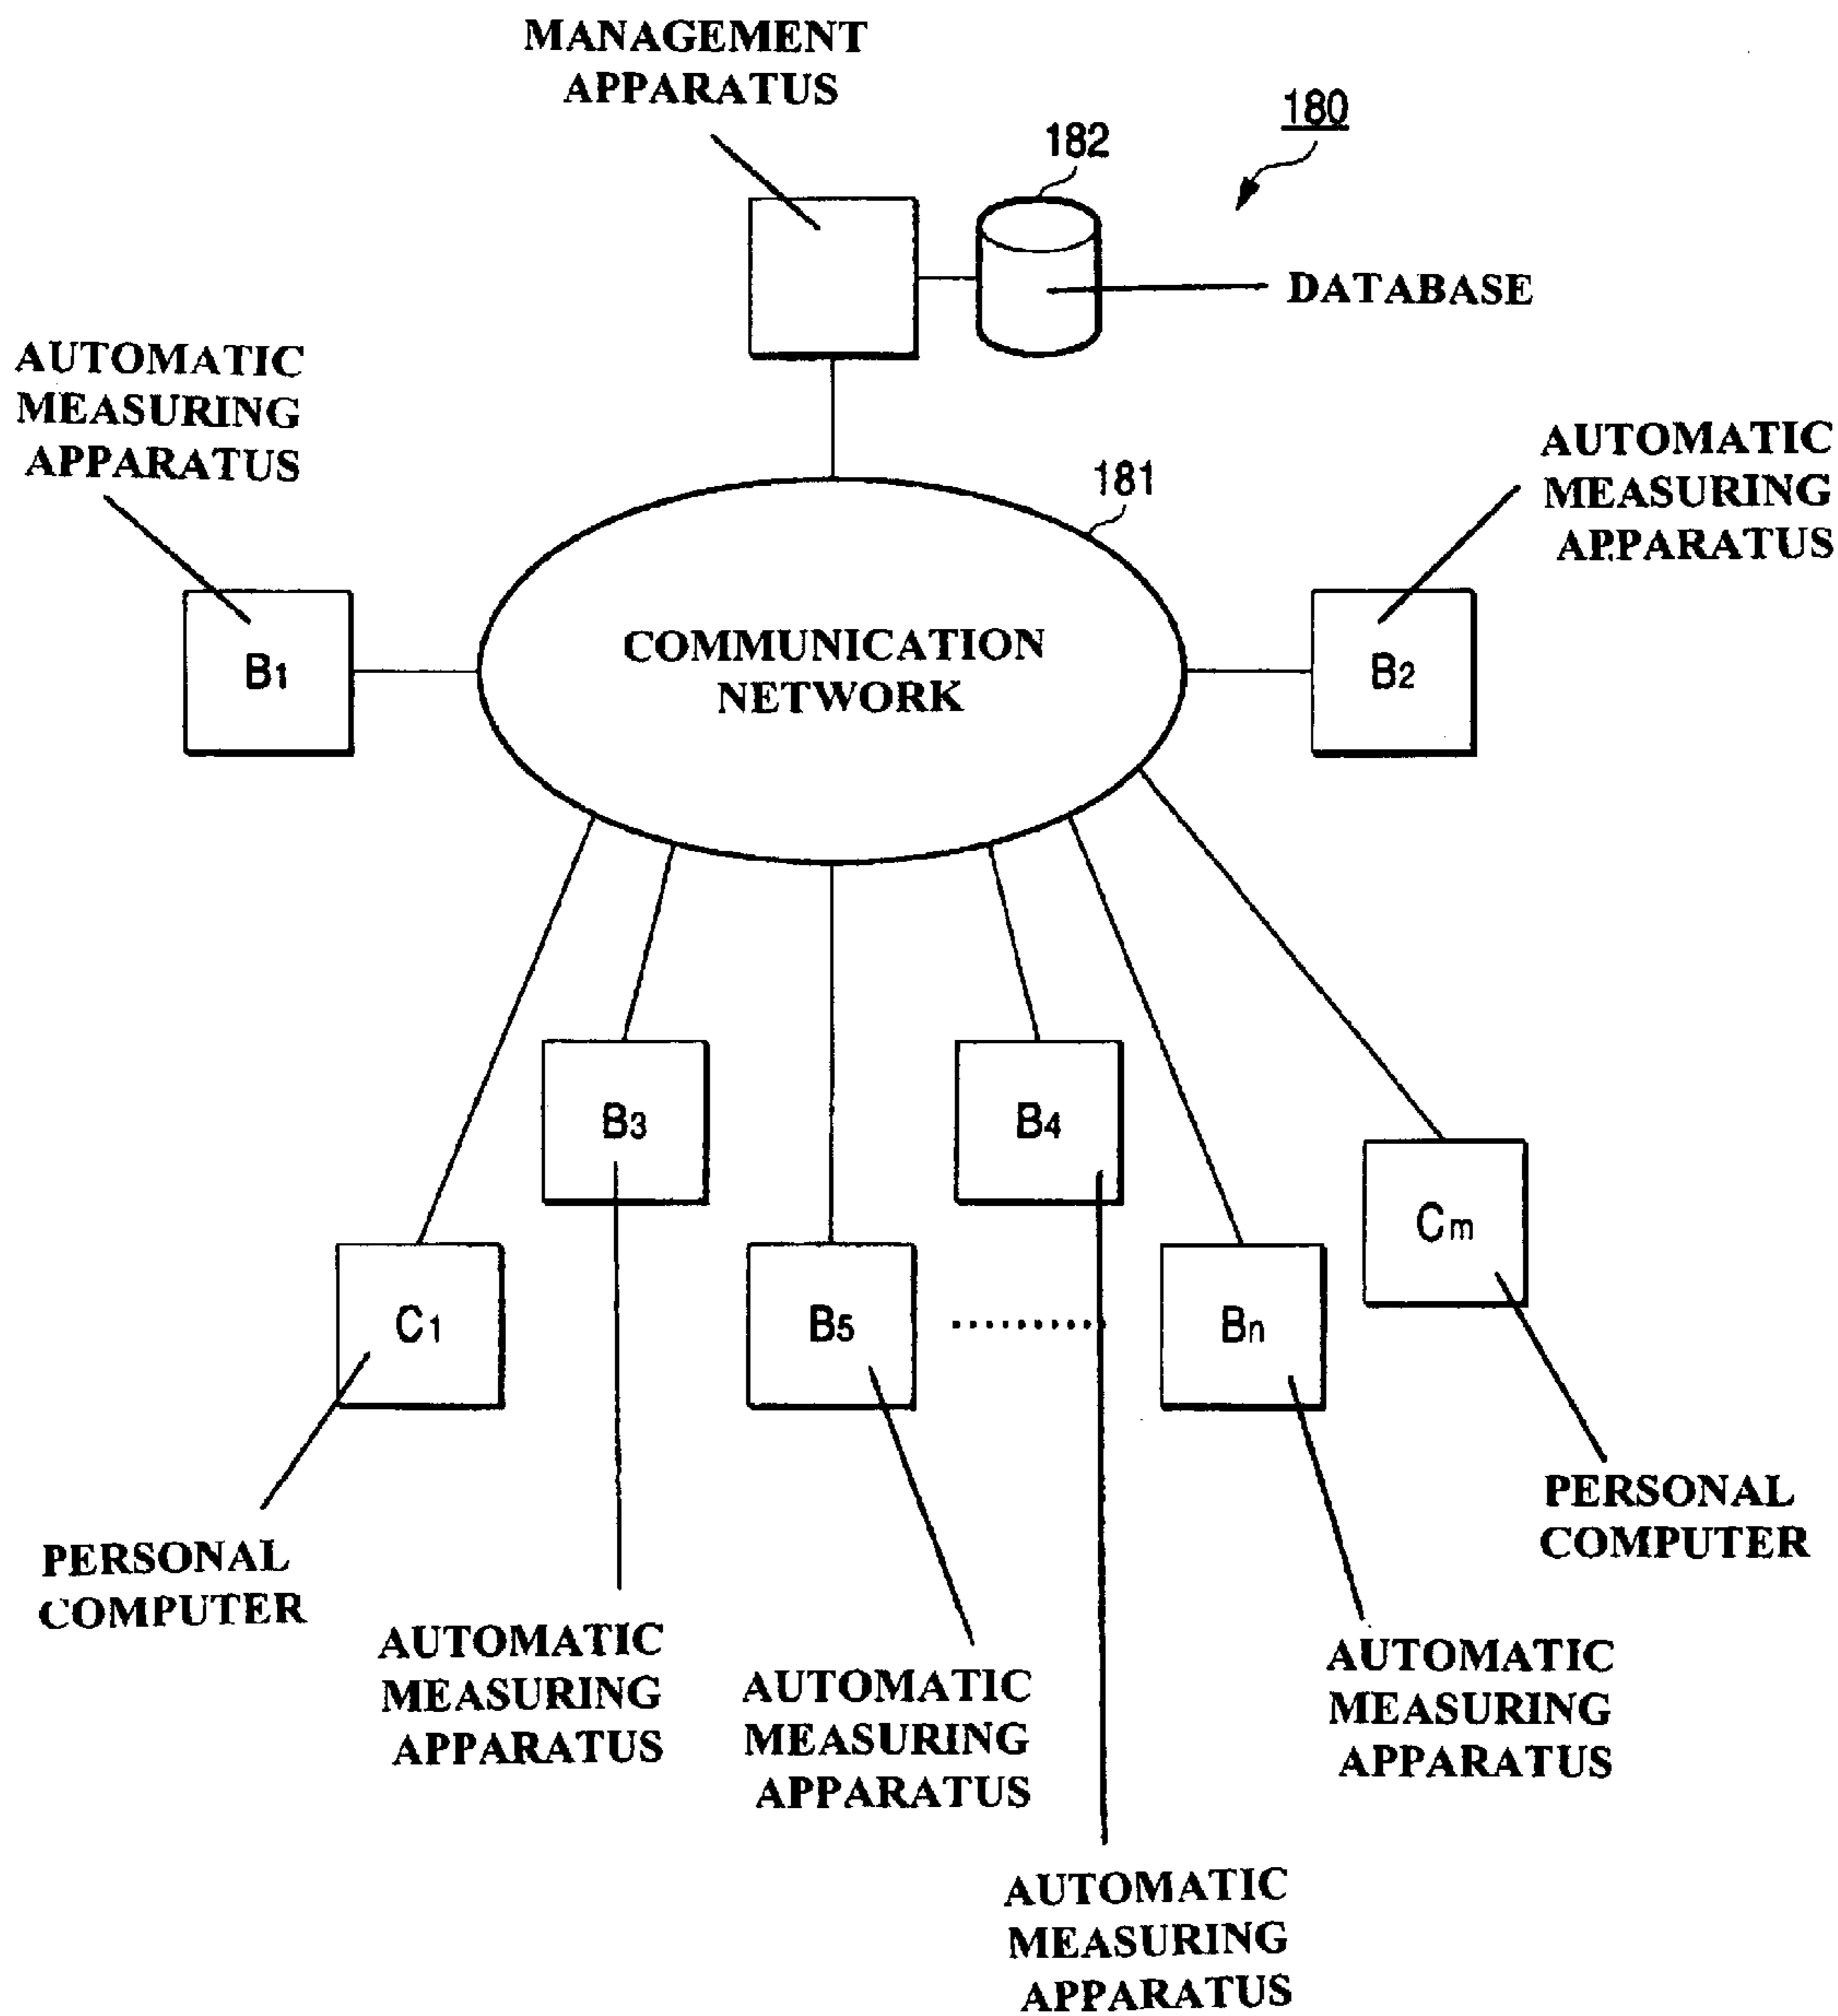 MANAGEMENT
APPARATUS
180
182
DATABASE
AUTOMATIC
MEASURING
APPARATUS
181
AUTOMATIC
MEASURING
APPARATUS
B1
COMMUNICATION
NETWORK
B2
B3
B4
Cm
C1
B5
Bn
PERSONAL
COMPUTER
PERSONAL
COMPUTER
AUTOMATIC
MEASURING
APPARATUS
AUTOMATIC
MEASURING
APPARATUS
AUTOMATIC
MEASURING
APPARATUS
AUTOMATIC
MEASURING
APPARATUS